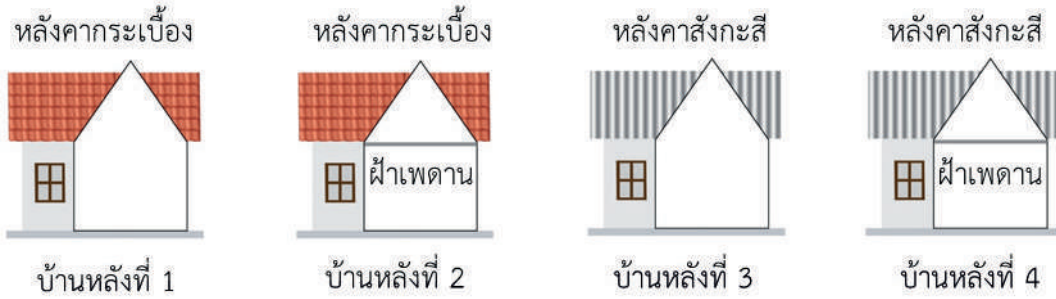 หลังคากระเบื้อง
หลังคากระเบื้อง
หลังคาสังกะสี
หลังคาสังกะสี
ฝ้าเพดาน
ฝ้าเพดาน
บ้านหลังที่ 1
บ้านหลังที่ 2
บ้านหลังที่ 3
บ้านหลังที่ 4